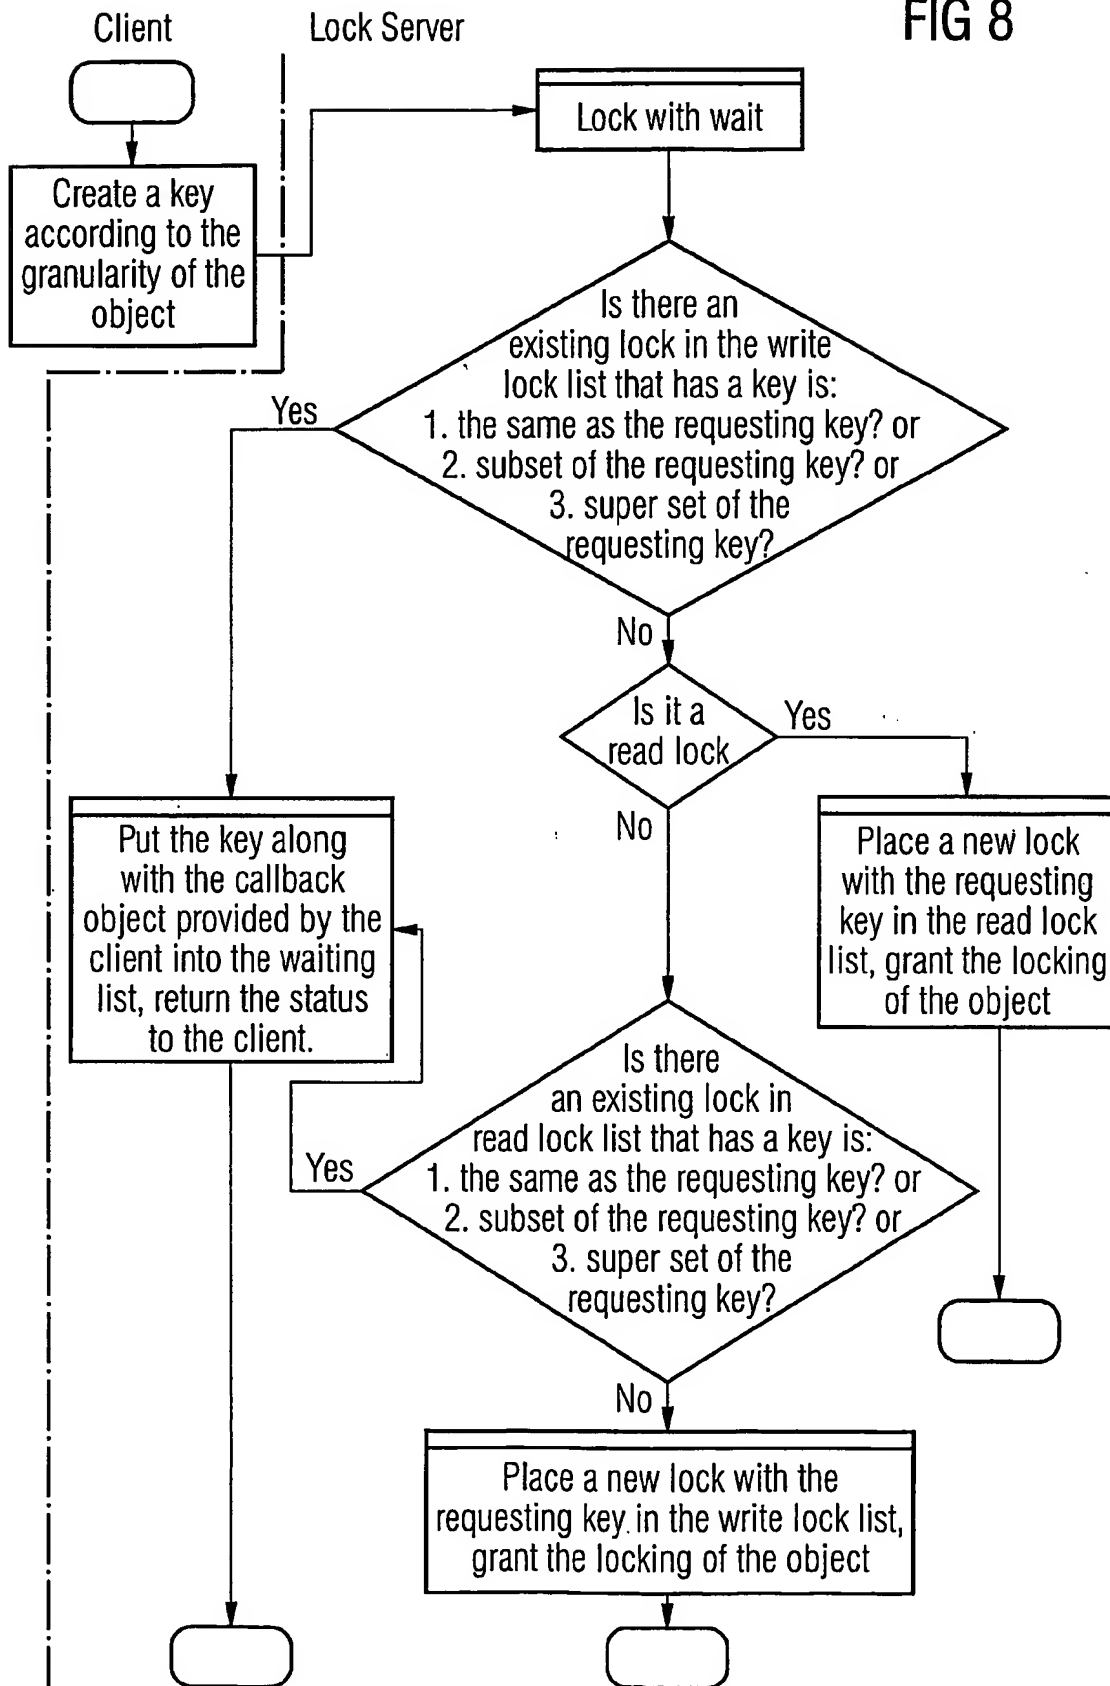 Client
Lock Server
FIG 8
Lock with wait
Create a key
according to the
granularity of the
object
Is there an
existing lock in the write
lock list that has a key is:
1. the same as the requesting key? or
2. subset of the requesting key? or
3. super set of the
requesting key?
Yes
No
Is it a
read lock
Yes
No
Put the key along
with the callback
object provided by the
client into the waiting
list, return the status
to the client.
Place a new lock
with the requesting
key in the read lock
list, grant the locking
of the object
Is there
an existing lock in
read lock list that has a key is:
1. the same as the requesting key? or
2. subset of the requesting key? or
3. super set of the
requesting key?
Yes
No
Place a new lock with the
requesting key in the write lock list,
grant the locking of the object